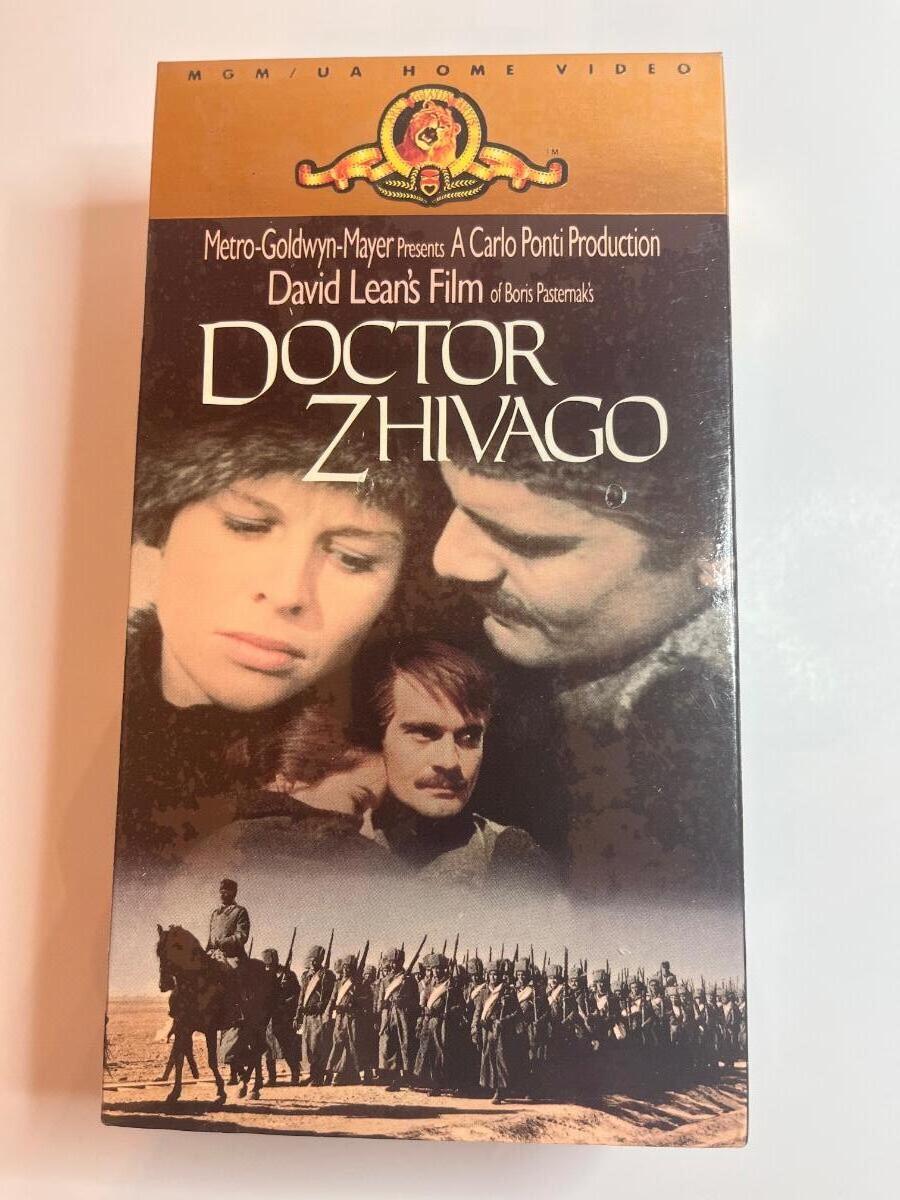 MGM/UA HOME VIDEO
TM
Metro-Goldwyn-Mayer Presents A Carlo Ponti Production
David Lean's Film of Boris Pasternak's
DOCTOR
ZHIVAGO